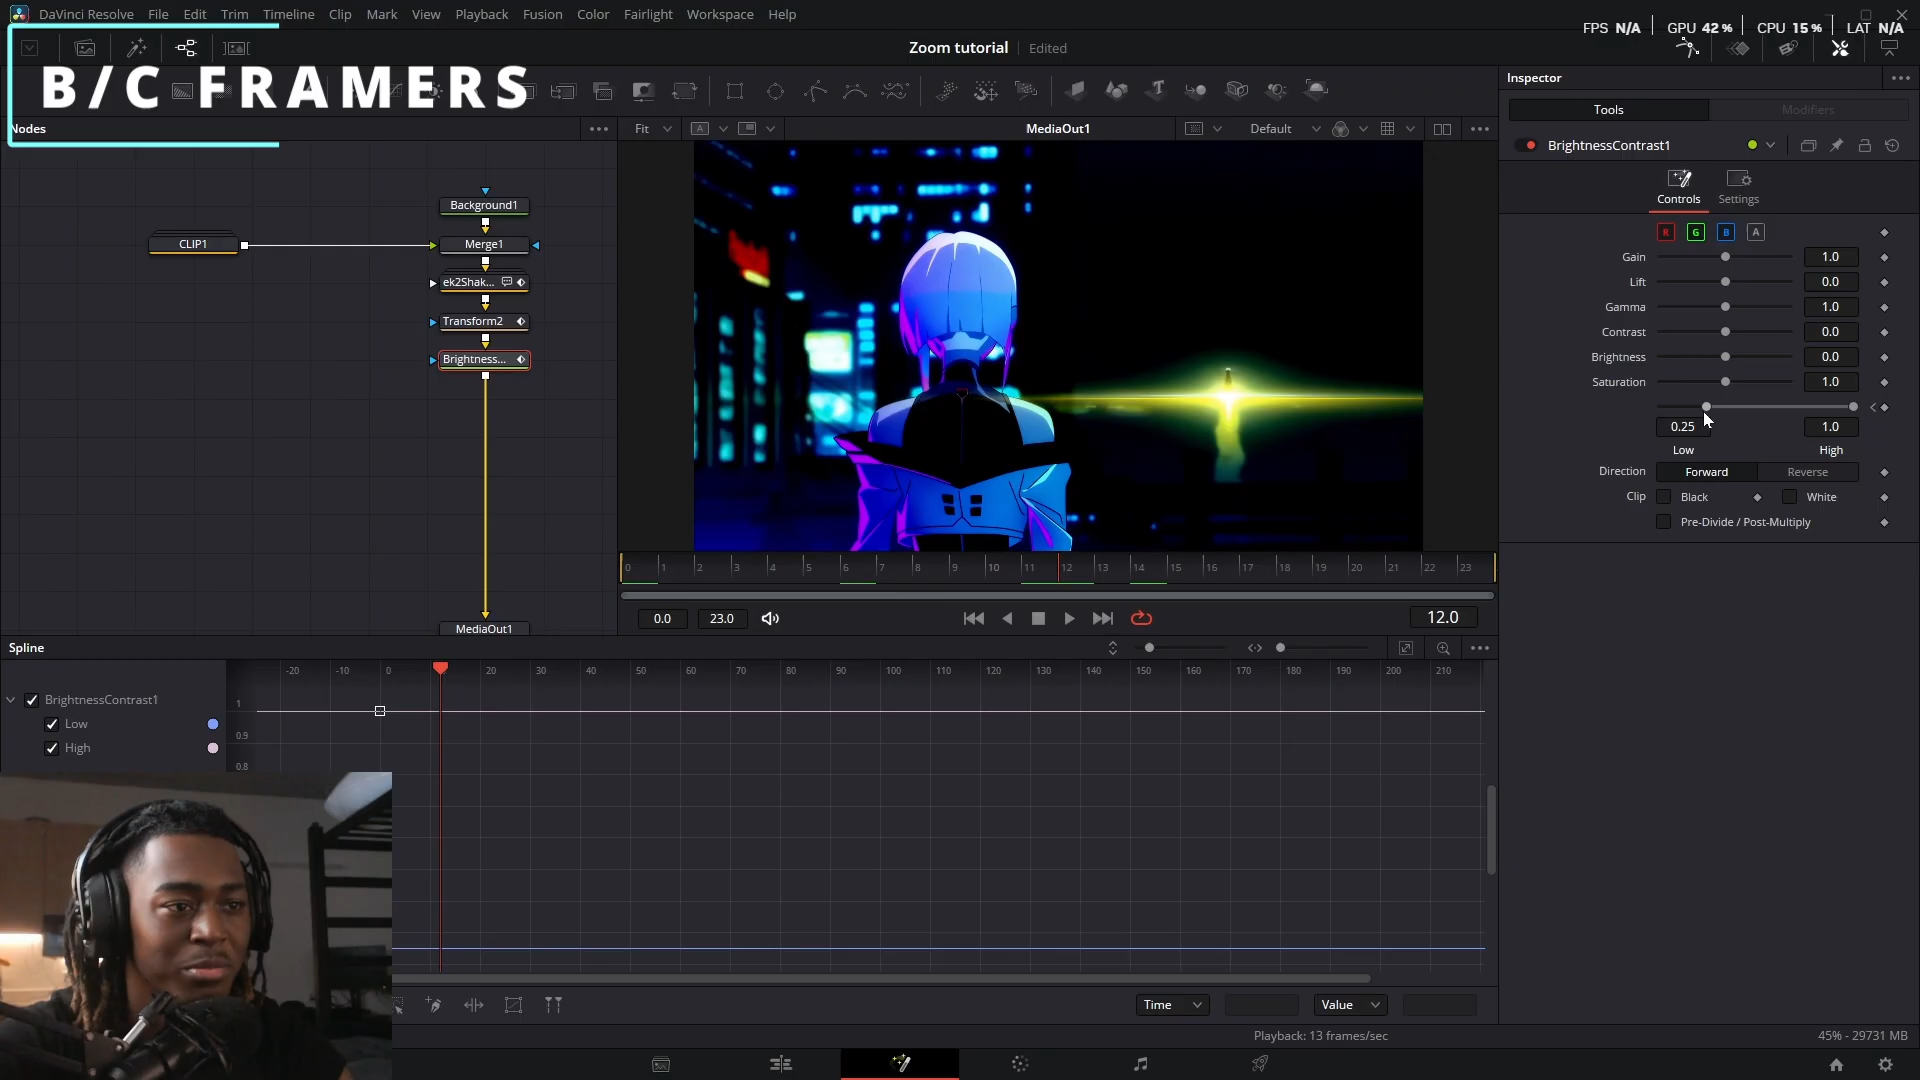 DaVinci Resolve File Edit Trim Timeline Clip Mark View Playback Fusion Color Fairlight Workspace Help
FPS N/A GPU 42 % CPU 15 % LAT N/A
Zoom tutorial Edited
B/C FRAMERS
Inspector
Tools Modifiers
Nodes
Fit A MediaOut1 Default
BrightnessContrast1
Controls Settings
R G B A
Gain 1.0
Lift 0.0
Gamma 1.0
Contrast 0.0
Brightness 0.0
Saturation 1.0
0.25 1.0
Low High
Direction Forward Reverse
Clip Black White
Pre-Divide / Post-Multiply
Background1
CLIP1
Merge1
ek2Shak...
Transform2
Brightness...
MediaOut1
0 1 2 3 4 5 6 7 8 9 10 11 12 13 14 15 16 17 18 19 20 21 22 23
0.0 23.0 12.0
Spline
-20 -10 0 20 30 40 50 60 70 80 90 100 110 120 130 140 150 160 170 180 190 200 210
BrightnessContrast1
Low
High
1
0.9
0.8
Time Value
Playback: 13 frames/sec
45% - 29731 MB